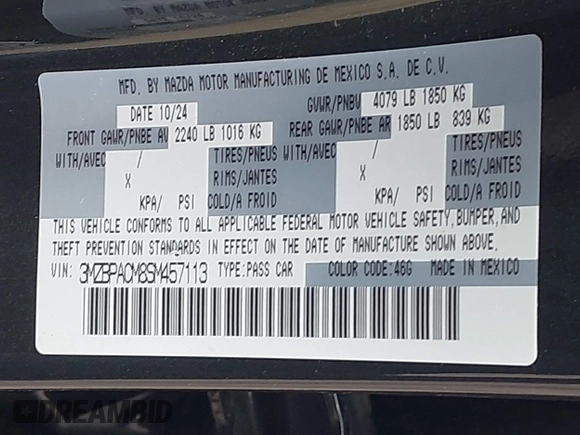 MFD. BY MAZDA MOTOR MANUFACTURING DE MEXICO S.A. DE C.V.
DATE 10/24 GVWR/PNBV 4079 LB 1850 KG
FRONT GAWR/PNBE AV 2240 LB 1016 KG REAR GAWR/PNBE AR 1850 LB 839 KG
WITH/AVEC / TIRES/PNEUS WITH/AVEC / TIRES/PNEUS
X RIMS/JANTES X RIMS/JANTES
KPA/ PSI COLD/A FROID KPA/ PSI COLD/A FROID
THIS VEHICLE CONFORMS TO ALL APPLICABLE FEDERAL MOTOR VEHICLE SAFETY, BUMPER, AND
THEFT PREVENTION STANDARDS IN EFFECT ON THE DATE OF MANUFACTURE SHOWN ABOVE.
VIN: 3MZBPACM8SM457113 TYPE:PASS CAR COLOR CODE:46G MADE IN MEXICO
DREAMBID